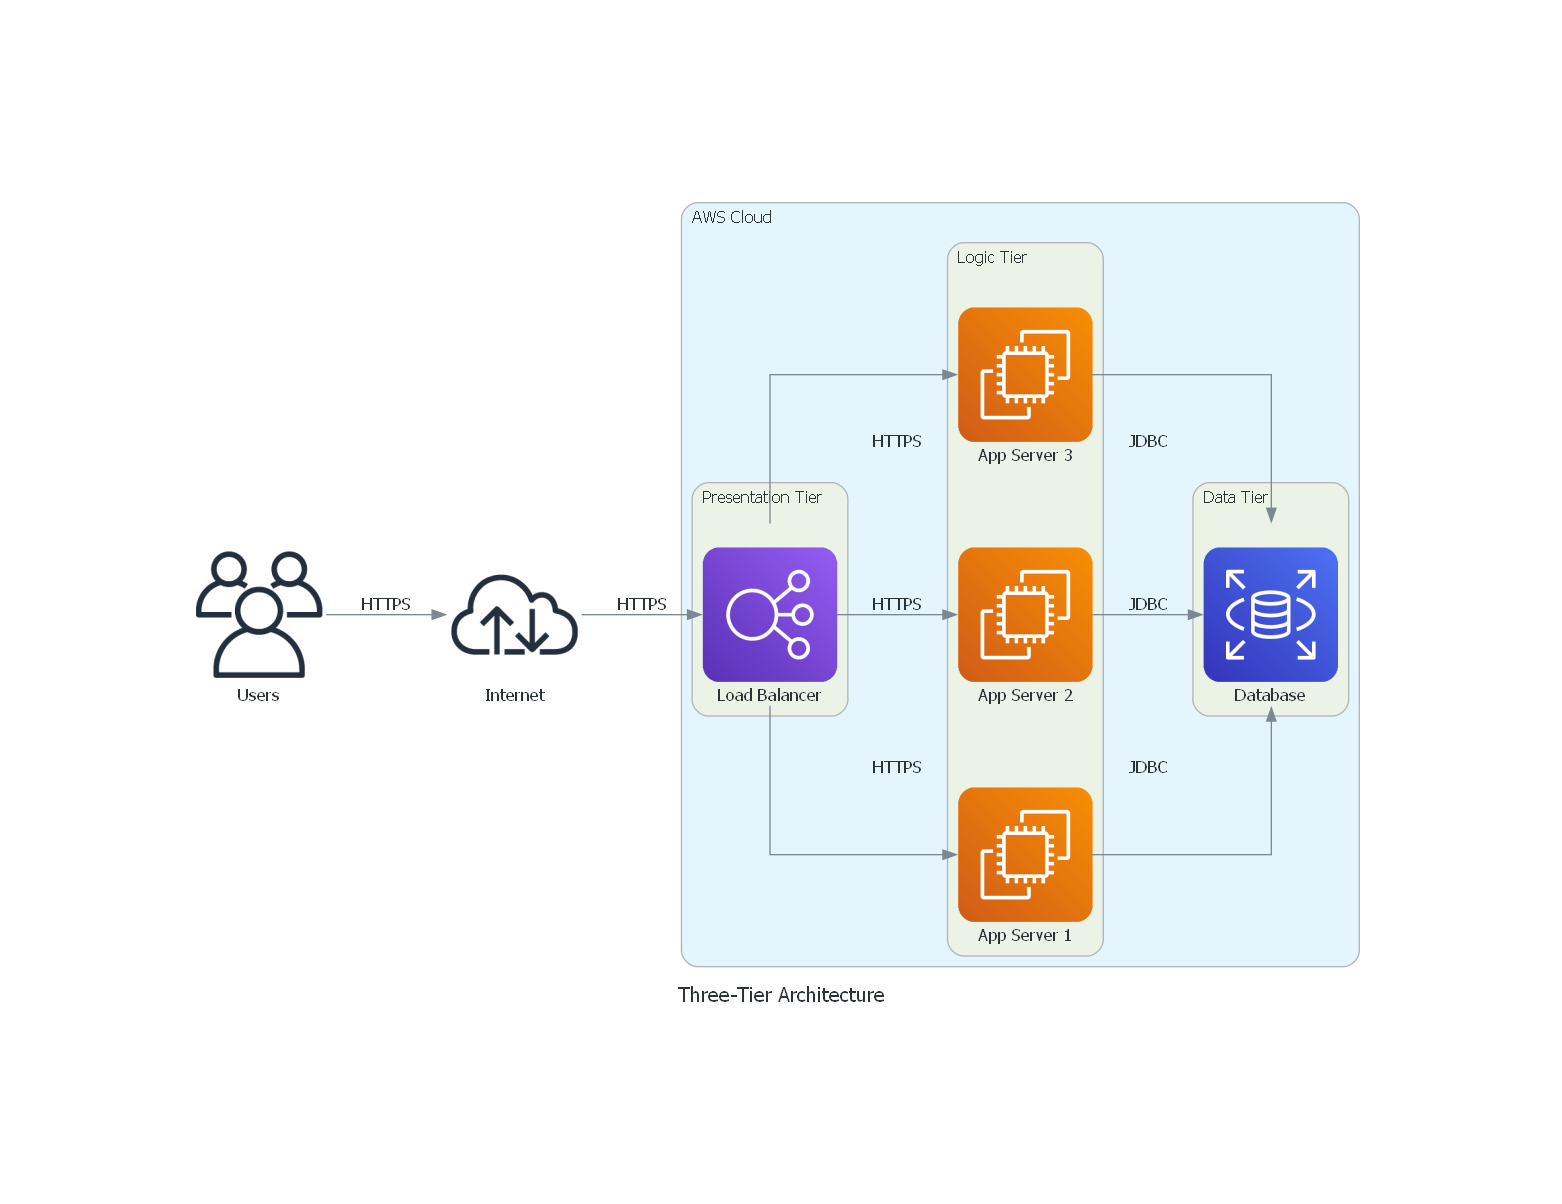 AWS Cloud
Logic Tier
App Server 3
HTTPS
JDBC
Presentation Tier
Data Tier
HTTPS
HTTPS
HTTPS
JDBC
Users
Internet
Load Balancer
App Server 2
Database
HTTPS
JDBC
App Server 1
Three-Tier Architecture